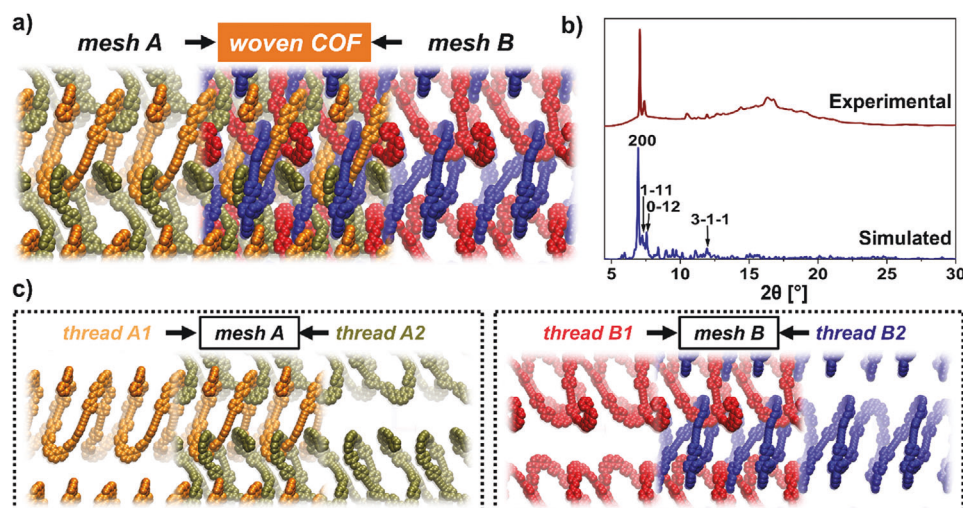 a)
mesh A
woven COF
mesh B
b)
Experimental
200
1-11
0-12
3-1-1
Simulated
5 10 15 20 25 30
2θ [°]
c)
thread A1
mesh A
thread A2
thread B1
mesh B
thread B2